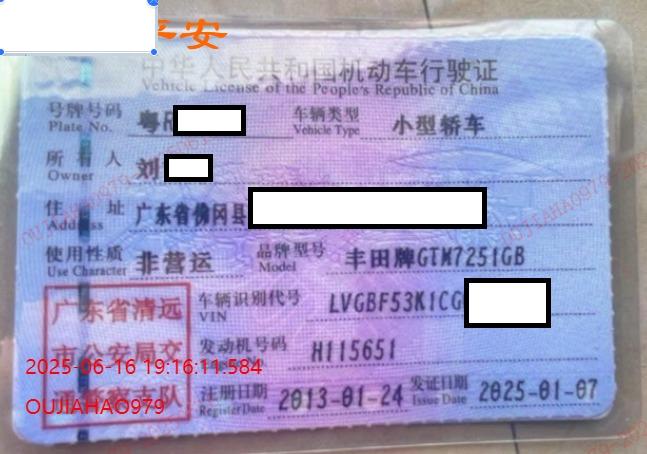 平安
中华人民共和国机动车行驶证
Vehicle License of the People's Republic of China
号牌号码 粤 车辆类型 小型轿车
Plate No. Vehicle Type
所有人 刘
Owner
住址 广东省佛冈县
Address
使用性质 非营运 品牌型号 丰田牌GTM7251GB
Use Character Model
广东省清远 车辆识别代号 LVGBF53K1CG
VIN
市公安局交 发动机号码 H115651
2025-06-16 19:16:11:584
支队 注册日期 2013-01-24 发证日期 2025-01-07
Register Date Issue Date
OUJIAHAO979